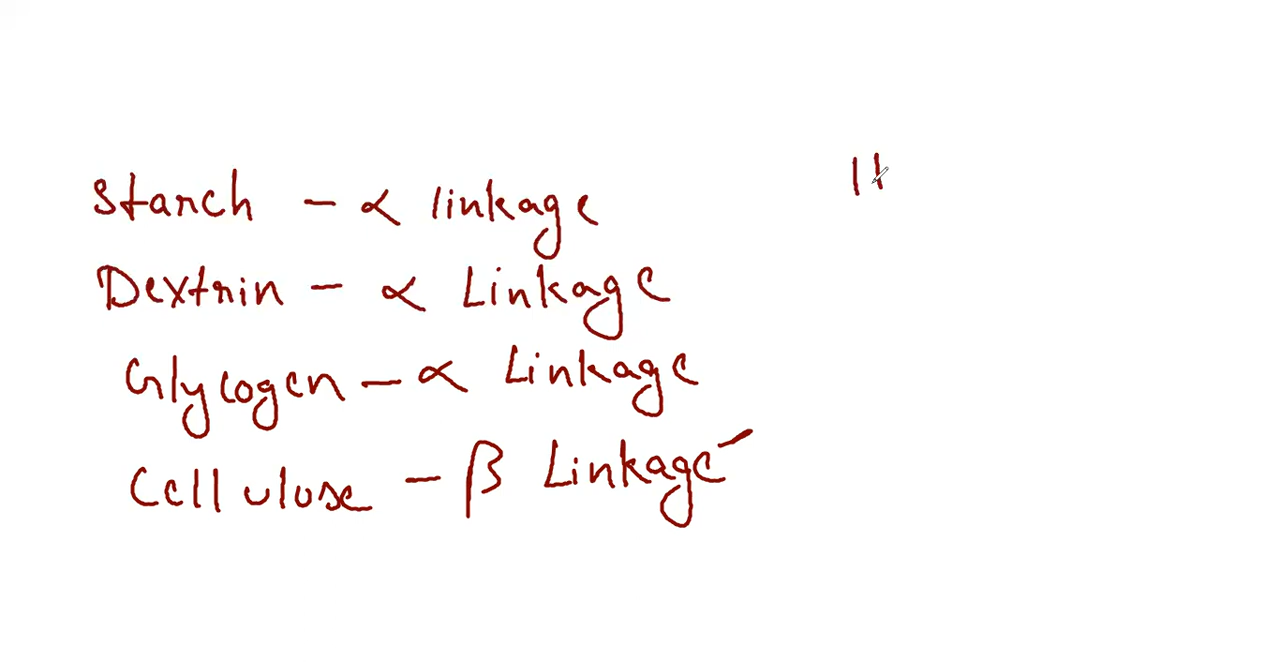 Starch - α linkage
Dextrin - α Linkage
Glycogen - α Linkage
Cellulose - β Linkage